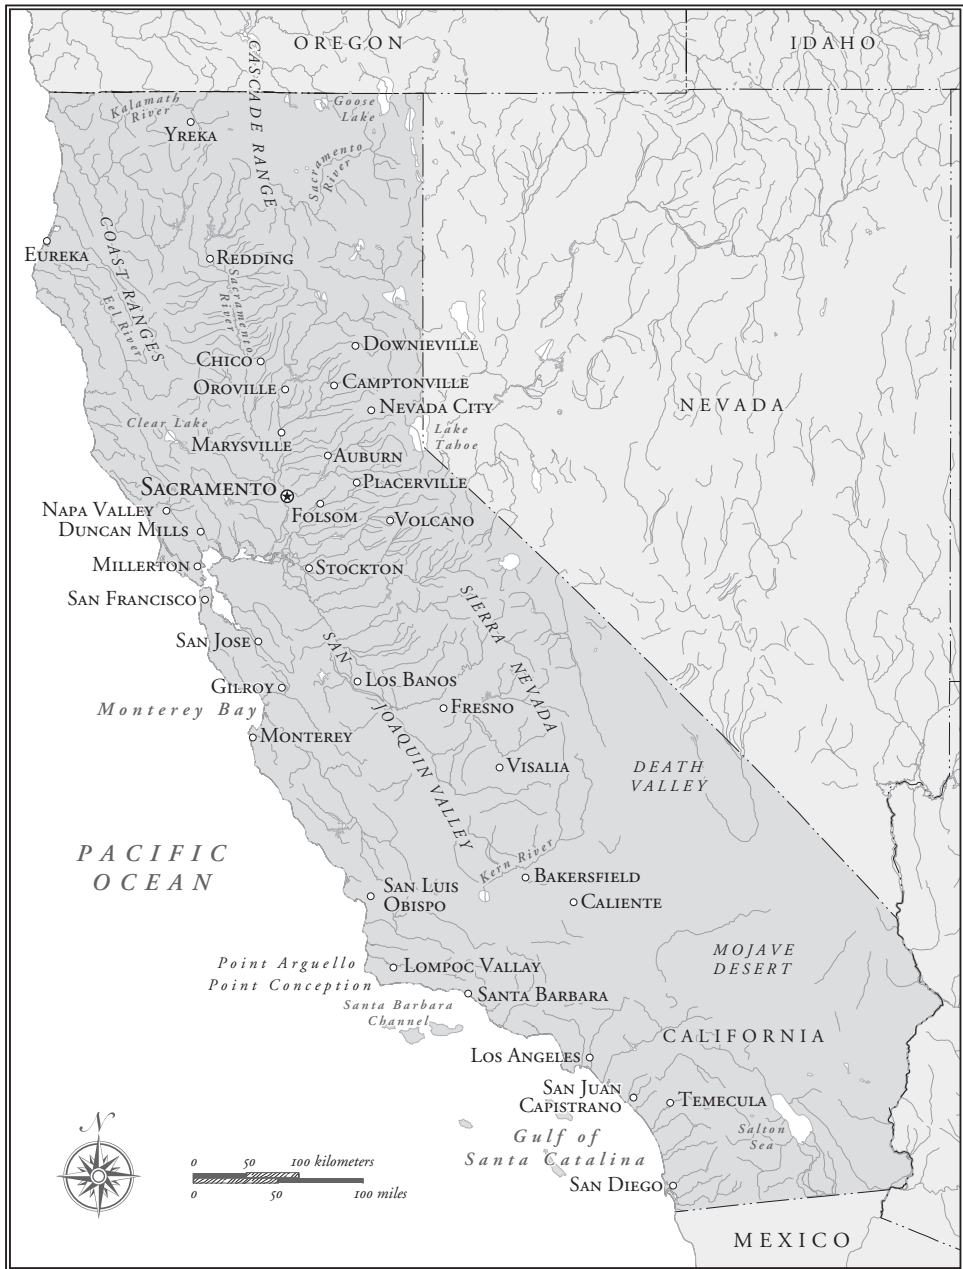 OREGON
IDAHO
CASCADE RANGE
Kalamath
River
Goose
Lake
Yreka
Sacramento
River
COAST RANGES
Eureka
Redding
Eel River
Sacramento
River
Downieville
Chico
Camptonville
Oroville
Nevada City
NEVADA
Clear Lake
Lake
Tahoe
Marysville
Auburn
Placerville
Sacramento
Napa Valley
Folsom
Volcano
Duncan Mills
Millerton
Stockton
San Francisco
SIERRA NEVADA
San Jose
SAN JOAQUIN VALLEY
Los Banos
Gilroy
Monterey Bay
Fresno
Monterey
Visalia
DEATH
VALLEY
PACIFIC
OCEAN
Kern River
Bakersfield
San Luis
Obispo
Caliente
MOJAVE
DESERT
Point Arguello
Lompoc Vallay
Point Conception
Santa Barbara
Santa Barbara
Channel
CALIFORNIA
Los Angeles
San Juan
Capistrano
Temecula
Gulf of
Santa Catalina
Salton
Sea
San Diego
N
0 50 100 kilometers
0 50 100 miles
MEXICO